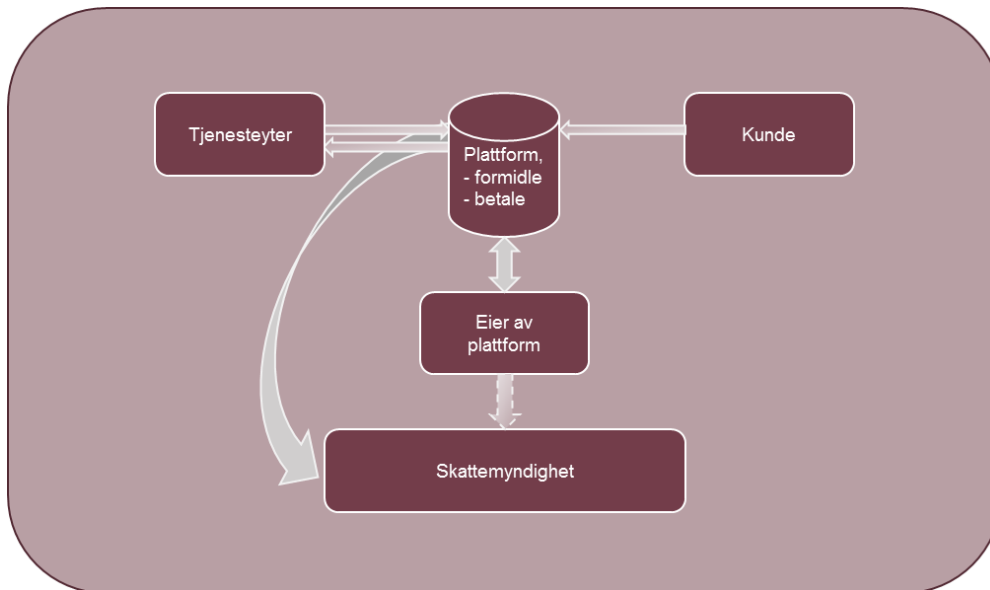 Tjenesteyter
Plattform,
- formidle
- betale
Kunde
Eier av
plattform
Skattemyndighet